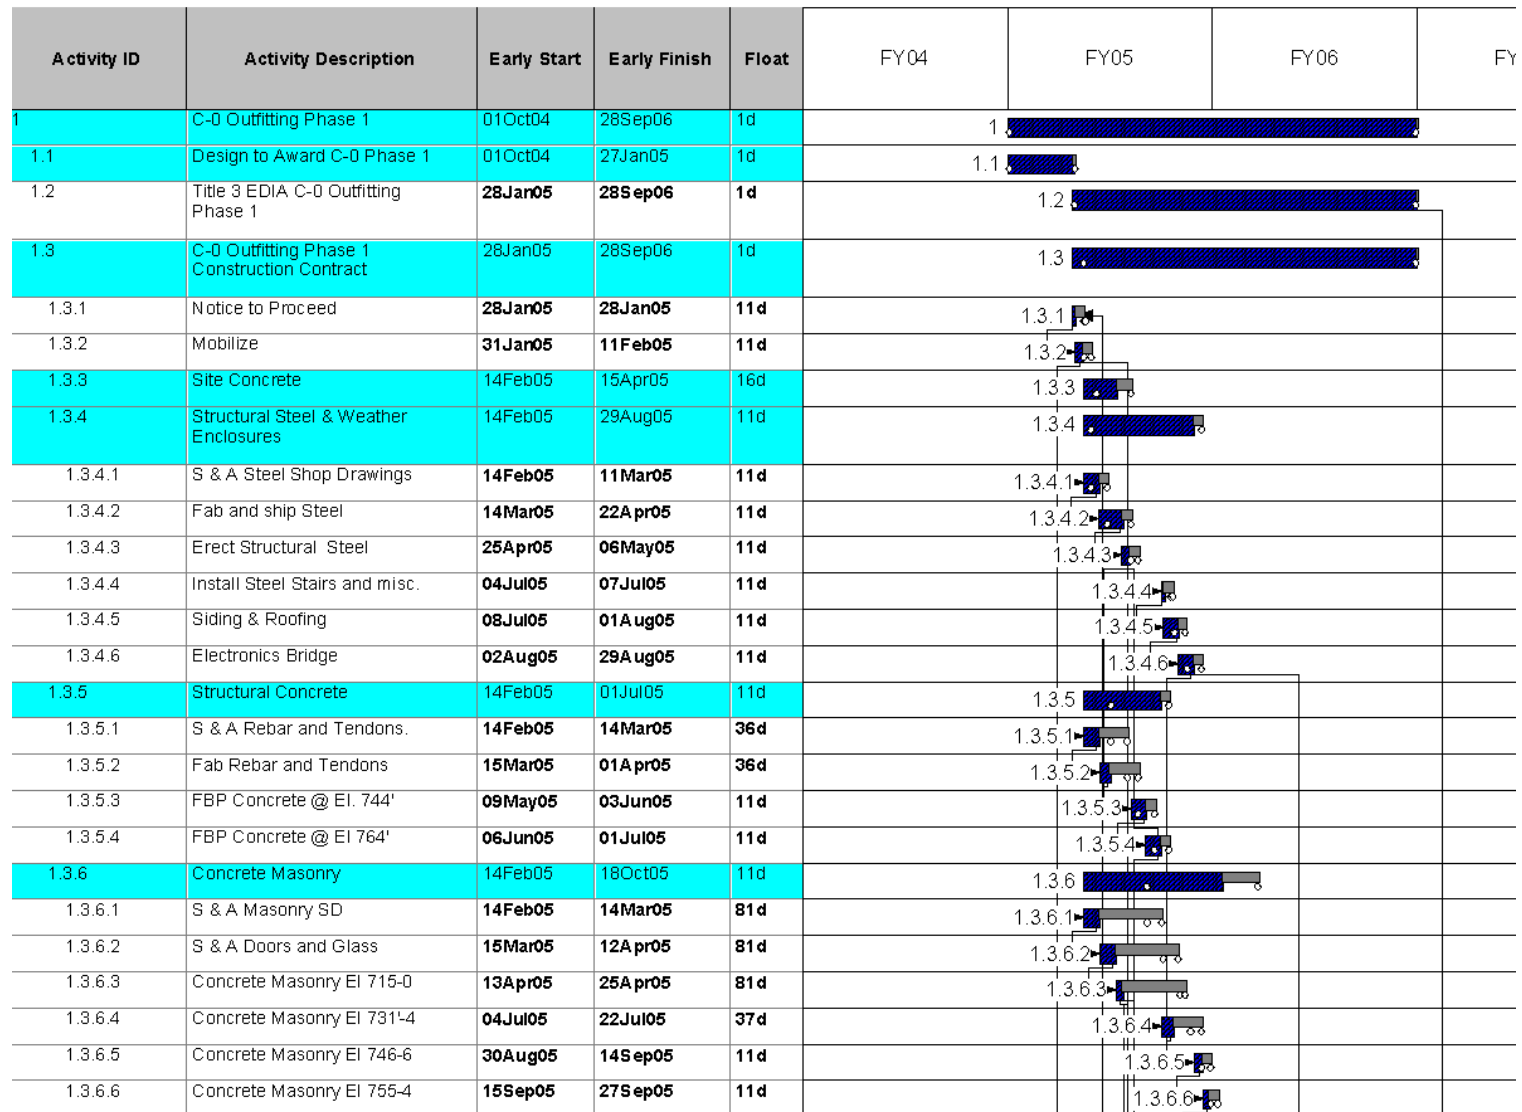 Activity ID Activity Description Early Start Early Finish Float FY04 FY05 FY06 FY
1 C-0 Outfitting Phase 1 01Oct04 28Sep06 1d 1
1.1 Design to Award C-0 Phase 1 01Oct04 27Jan05 1d 1.1
1.2 Title 3 EDIA C-0 Outfitting 28Jan05 28Sep06 1d 1.2
Phase 1
1.3 C-0 Outfitting Phase 1 28Jan05 28Sep06 1d 1.3
Construction Contract
1.3.1 Notice to Proceed 28Jan05 28Jan05 11d 1.3.1
1.3.2 Mobilize 31Jan05 11Feb05 11d 1.3.2
1.3.3 Site Concrete 14Feb05 15Apr05 16d 1.3.3
1.3.4 Structural Steel & Weather 14Feb05 29Aug05 11d 1.3.4
Enclosures
1.3.4.1 S & A Steel Shop Drawings 14Feb05 11Mar05 11d 1.3.4.1
1.3.4.2 Fab and ship Steel 14Mar05 22Apr05 11d 1.3.4.2
1.3.4.3 Erect Structural Steel 25Apr05 06May05 11d 1.3.4.3
1.3.4.4 Install Steel Stairs and misc. 04Jul05 07Jul05 11d 1.3.4.4
1.3.4.5 Siding & Roofing 08Jul05 01Aug05 11d 1.3.4.5
1.3.4.6 Electronics Bridge 02Aug05 29Aug05 11d 1.3.4.6
1.3.5 Structural Concrete 14Feb05 01Jul05 11d 1.3.5
1.3.5.1 S & A Rebar and Tendons. 14Feb05 14Mar05 36d 1.3.5.1
1.3.5.2 Fab Rebar and Tendons 15Mar05 01Apr05 36d 1.3.5.2
1.3.5.3 FBP Concrete @ El. 744' 09May05 03Jun05 11d 1.3.5.3
1.3.5.4 FBP Concrete @ El 764' 06Jun05 01Jul05 11d 1.3.5.4
1.3.6 Concrete Masonry 14Feb05 18Oct05 11d 1.3.6
1.3.6.1 S & A Masonry SD 14Feb05 14Mar05 81d 1.3.6.1
1.3.6.2 S & A Doors and Glass 15Mar05 12Apr05 81d 1.3.6.2
1.3.6.3 Concrete Masonry El 715-0 13Apr05 25Apr05 81d 1.3.6.3
1.3.6.4 Concrete Masonry El 731'-4 04Jul05 22Jul05 37d 1.3.6.4
1.3.6.5 Concrete Masonry El 746-6 30Aug05 14Sep05 11d 1.3.6.5
1.3.6.6 Concrete Masonry El 755-4 15Sep05 27Sep05 11d 1.3.6.6